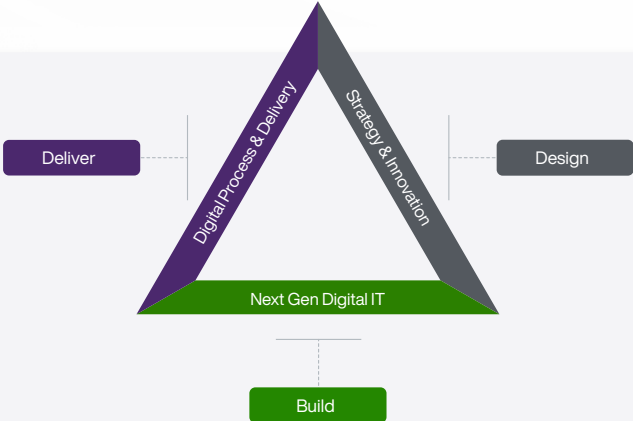 Digital Process & Delivery
Strategy & Innovation
Deliver
Design
Next Gen Digital IT
Build